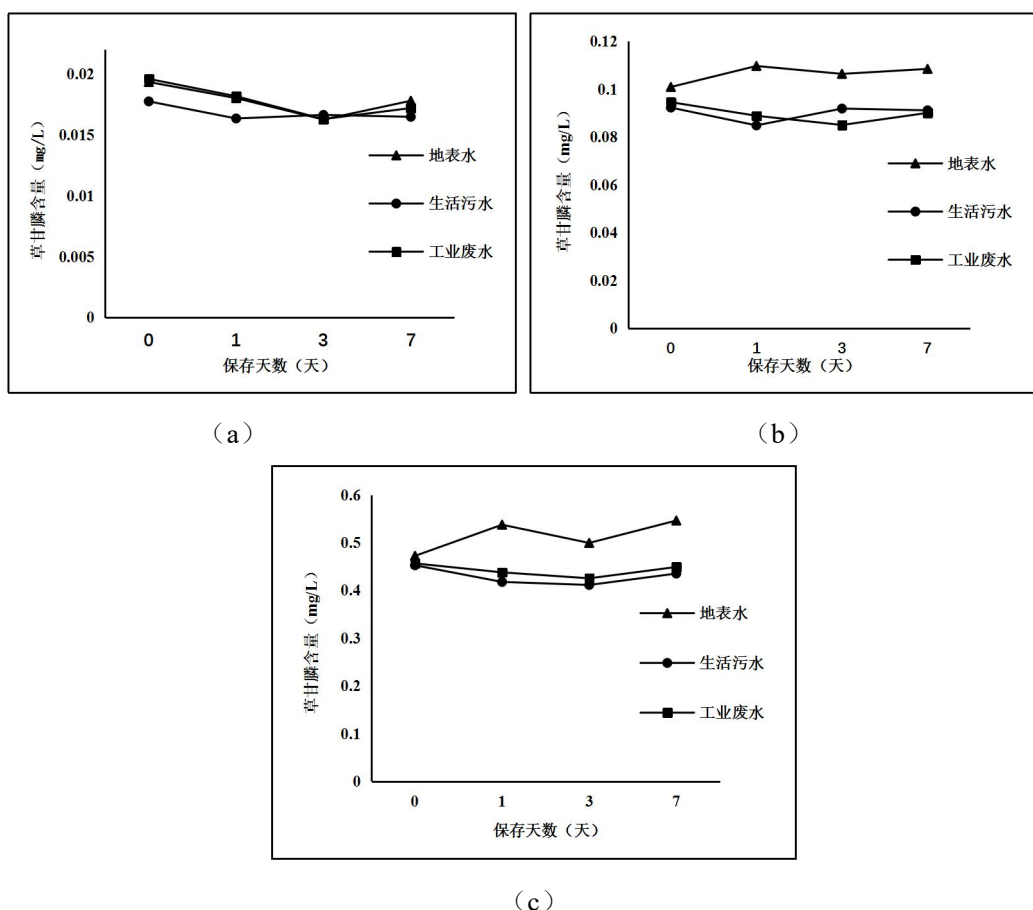 0.02
0.015
0.01
0.005
0
草甘膦含量（mg/L）
地表水
生活污水
工业废水
0 1 3 7
保存天数（天）
（a）
0.12
0.1
0.08
0.06
0.04
0.02
0
草甘膦含量（mg/L）
地表水
生活污水
工业废水
0 1 3 7
保存天数（天）
（b）
0.6
0.5
0.4
0.3
0.2
0.1
0
草甘膦含量（mg/L）
地表水
生活污水
工业废水
0 1 3 7
保存天数（天）
（c）